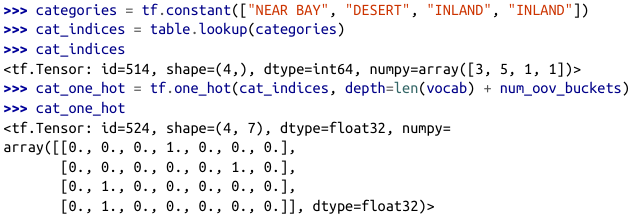 >>> categories = tf.constant(["NEAR BAY", "DESERT", "INLAND", "INLAND"])
>>> cat_indices = table.lookup(categories)
>>> cat_indices
<tf.Tensor: id=514, shape=(4,), dtype=int64, numpy=array([3, 5, 1, 1])>
>>> cat_one_hot = tf.one_hot(cat_indices, depth=len(vocab) + num_oov_buckets)
>>> cat_one_hot
<tf.Tensor: id=524, shape=(4, 7), dtype=float32, numpy=
array([[0., 0., 0., 1., 0., 0., 0.],
       [0., 0., 0., 0., 0., 1., 0.],
       [0., 1., 0., 0., 0., 0., 0.],
       [0., 1., 0., 0., 0., 0., 0.]], dtype=float32)>